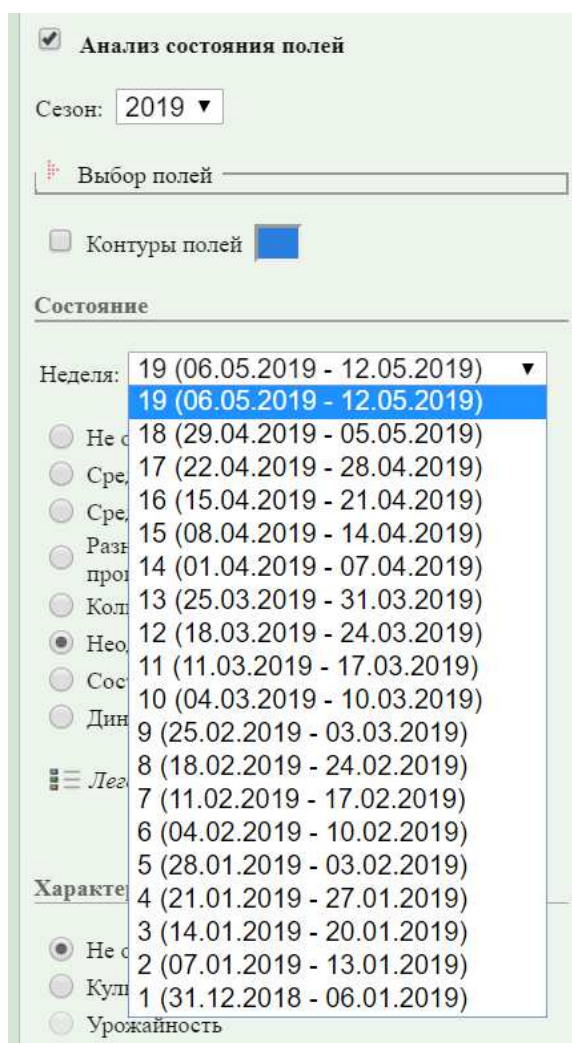 Анализ состояния полей
Сезон: 2019
Выбор полей
Контуры полей
Состояние
Неделя: 19 (06.05.2019 - 12.05.2019)
19 (06.05.2019 - 12.05.2019)
18 (29.04.2019 - 05.05.2019)
17 (22.04.2019 - 28.04.2019)
16 (15.04.2019 - 21.04.2019)
15 (08.04.2019 - 14.04.2019)
14 (01.04.2019 - 07.04.2019)
13 (25.03.2019 - 31.03.2019)
12 (18.03.2019 - 24.03.2019)
11 (11.03.2019 - 17.03.2019)
10 (04.03.2019 - 10.03.2019)
9 (25.02.2019 - 03.03.2019)
8 (18.02.2019 - 24.02.2019)
7 (11.02.2019 - 17.02.2019)
6 (04.02.2019 - 10.02.2019)
5 (28.01.2019 - 03.02.2019)
4 (21.01.2019 - 27.01.2019)
3 (14.01.2019 - 20.01.2019)
2 (07.01.2019 - 13.01.2019)
1 (31.12.2018 - 06.01.2019)
Не
Не
Урожайность